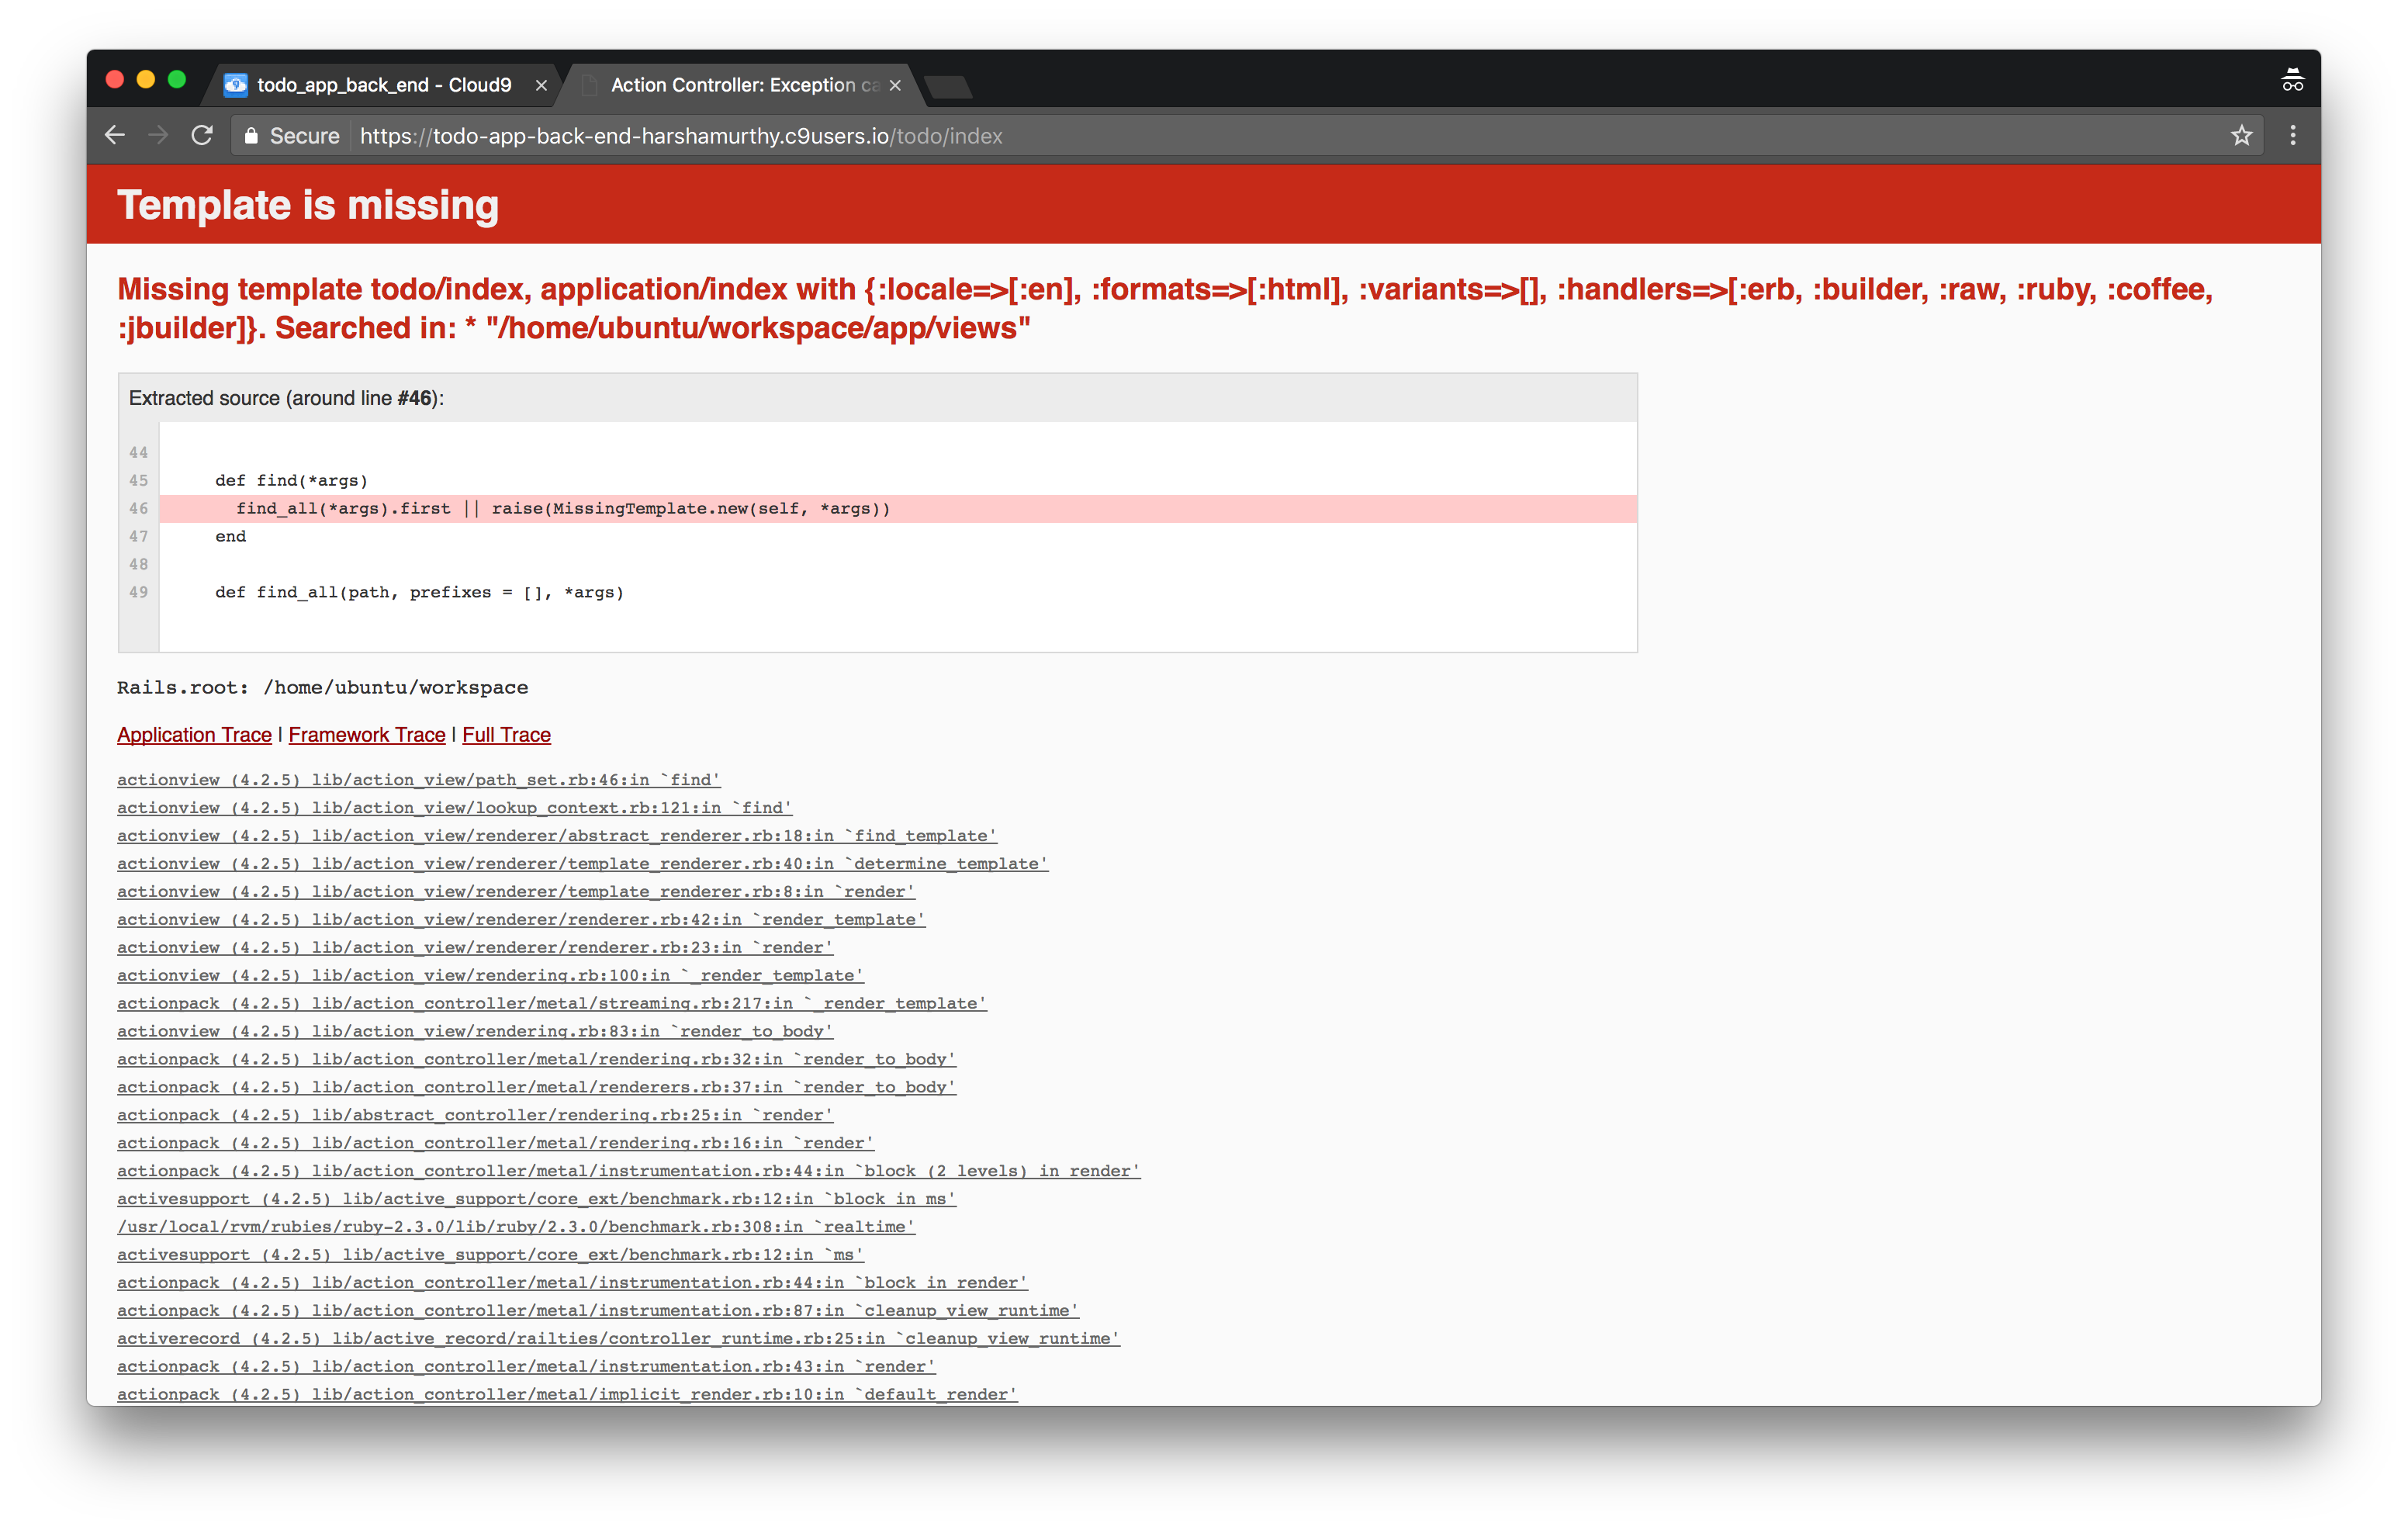 todo_app_back_end - Cloud9
Action Controller: Exception ca
Secure https://todo-app-back-end-harshamurthy.c9users.io/todo/index
Template is missing
Missing template todo/index, application/index with {:locale=>[:en], :formats=>[:html], :variants=>[], :handlers=>[:erb, :builder, :raw, :ruby, :coffee,
:jbuilder]}. Searched in: * "/home/ubuntu/workspace/app/views"
Extracted source (around line #46):
44
45 def find(*args)
46 find_all(*args).first || raise(MissingTemplate.new(self, *args))
47 end
48
49 def find_all(path, prefixes = [], *args)
Rails.root: /home/ubuntu/workspace
Application Trace | Framework Trace | Full Trace
actionview (4.2.5) lib/action_view/path_set.rb:46:in `find'
actionview (4.2.5) lib/action_view/lookup_context.rb:121:in `find'
actionview (4.2.5) lib/action_view/renderer/abstract_renderer.rb:18:in `find_template'
actionview (4.2.5) lib/action_view/renderer/template_renderer.rb:40:in `determine_template'
actionview (4.2.5) lib/action_view/renderer/template_renderer.rb:8:in `render'
actionview (4.2.5) lib/action_view/renderer/renderer.rb:42:in `render_template'
actionview (4.2.5) lib/action_view/renderer/renderer.rb:23:in `render'
actionview (4.2.5) lib/action_view/rendering.rb:100:in `_render_template'
actionpack (4.2.5) lib/action_controller/metal/streaming.rb:217:in `_render_template'
actionview (4.2.5) lib/action_view/rendering.rb:83:in `render_to_body'
actionpack (4.2.5) lib/action_controller/metal/rendering.rb:32:in `render_to_body'
actionpack (4.2.5) lib/action_controller/metal/renderers.rb:37:in `render_to_body'
actionpack (4.2.5) lib/abstract_controller/rendering.rb:25:in `render'
actionpack (4.2.5) lib/action_controller/metal/rendering.rb:16:in `render'
actionpack (4.2.5) lib/action_controller/metal/instrumentation.rb:44:in `block (2 levels) in render'
activesupport (4.2.5) lib/active_support/core_ext/benchmark.rb:12:in `block in ms'
/usr/local/rvm/rubies/ruby-2.3.0/lib/ruby/2.3.0/benchmark.rb:308:in `realtime'
activesupport (4.2.5) lib/active_support/core_ext/benchmark.rb:12:in `ms'
actionpack (4.2.5) lib/action_controller/metal/instrumentation.rb:44:in `block in render'
actionpack (4.2.5) lib/action_controller/metal/instrumentation.rb:87:in `cleanup_view_runtime'
activerecord (4.2.5) lib/active_record/railties/controller_runtime.rb:25:in `cleanup_view_runtime'
actionpack (4.2.5) lib/action_controller/metal/instrumentation.rb:43:in `render'
actionpack (4.2.5) lib/action_controller/metal/implicit_render.rb:10:in `default_render'